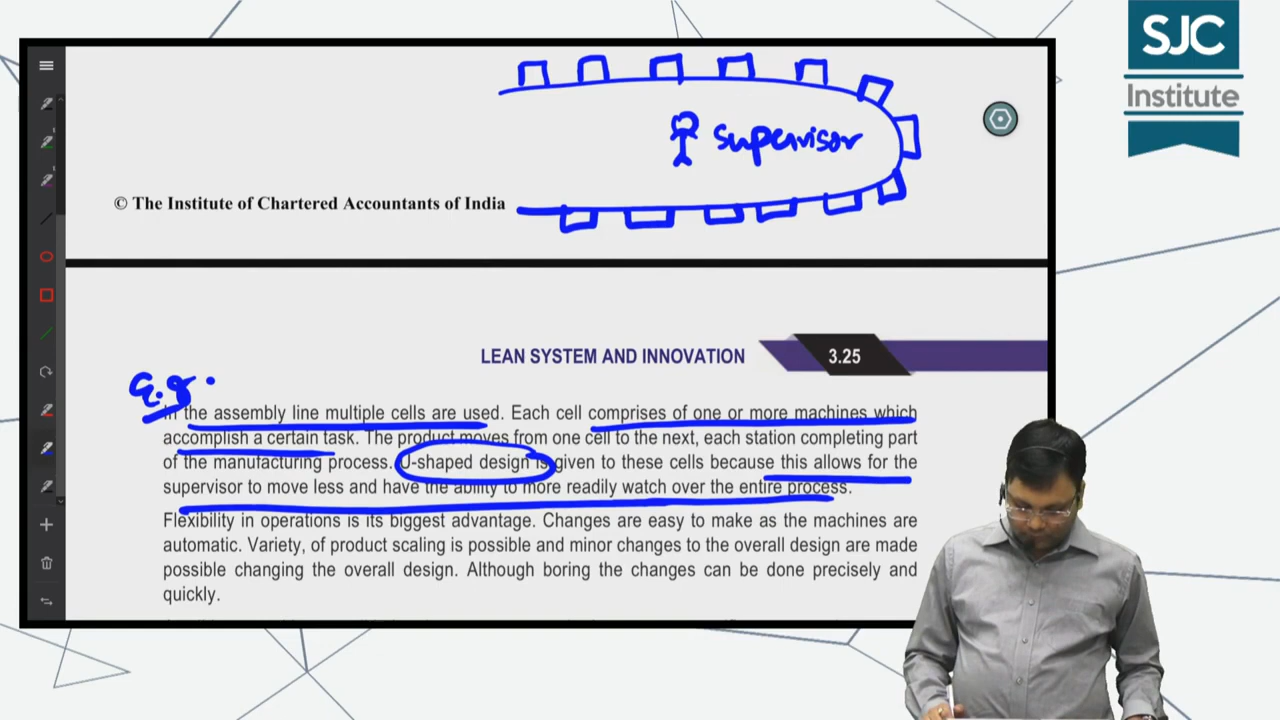 SJC
Institute
supervisor
© The Institute of Chartered Accountants of India
LEAN SYSTEM AND INNOVATION 3.25
e.g.
In the assembly line multiple cells are used. Each cell comprises of one or more machines which
accomplish a certain task. The product moves from one cell to the next, each station completing part
of the manufacturing process. U-shaped design is given to these cells because this allows for the
supervisor to move less and have the ability to more readily watch over the entire process.
Flexibility in operations is its biggest advantage. Changes are easy to make as the machines are
automatic. Variety, of product scaling is possible and minor changes to the overall design are made
possible changing the overall design. Although boring the changes can be done precisely and
quickly.